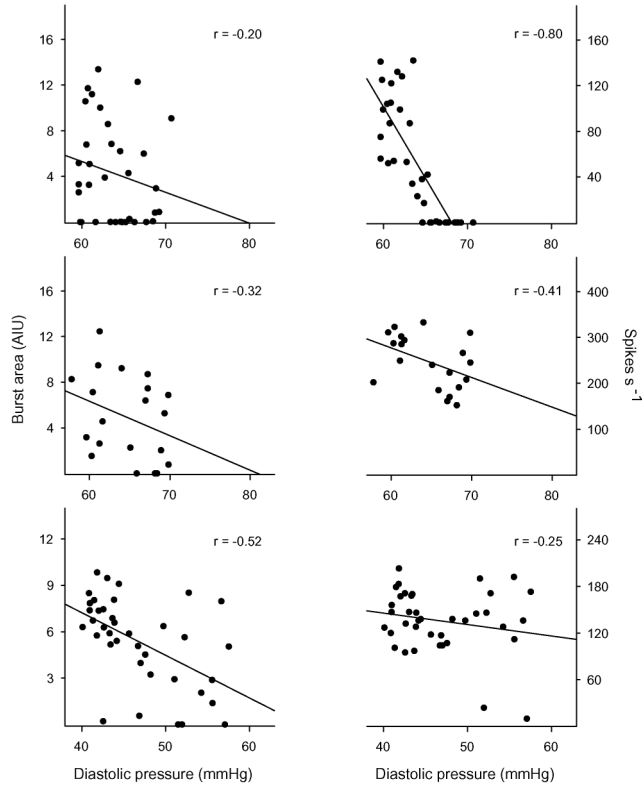 r = -0.20
16
12
8
4
60 70 80
r = -0.80
160
120
80
40
60 70 80
r = -0.32
16
12
8
4
60 70 80
Burst area (AIU)
r = -0.41
400
300
200
100
60 70 80
Spikes s⁻¹
r = -0.52
12
9
6
3
40 50 60
Diastolic pressure (mmHg)
r = -0.25
240
180
120
60
40 50 60
Diastolic pressure (mmHg)